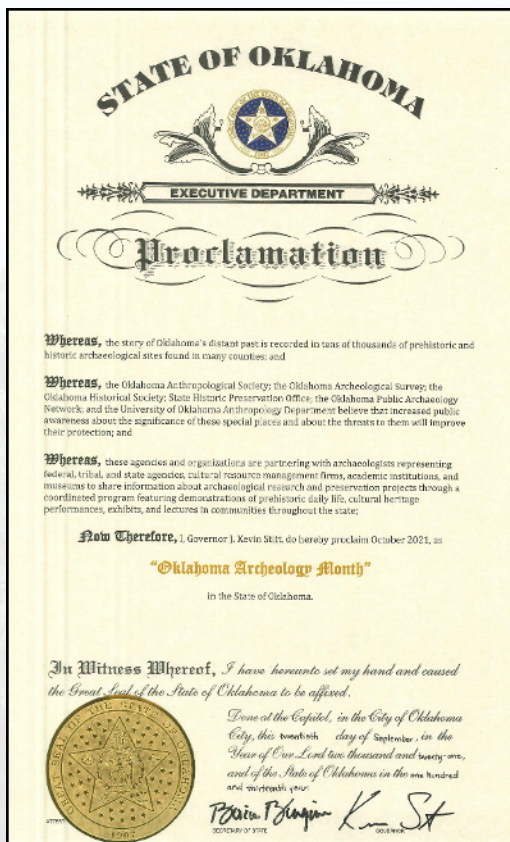 STATE OF OKLAHOMA
EXECUTIVE DEPARTMENT
Proclamation
Whereas, the story of Oklahoma's distant past is recorded in tens of thousands of prehistoric and
historic archaeological sites found in many counties; and
Whereas, the Oklahoma Anthropological Society; the Oklahoma Archeological Survey; the
Oklahoma Historical Society: State Historic Preservation Office; the Oklahoma Public Archaeology
Network; and the University of Oklahoma Anthropology Department believe that increased public
awareness about the significance of these special places and about the threats to them will improve
their protection; and
Whereas, these agencies and organizations are partnering with archaeologists representing
federal, tribal, and state agencies, cultural resource management firms, academic institutions, and
museums to share information about archaeological research and preservation projects through a
coordinated program featuring demonstrations of prehistoric daily life, cultural heritage
performances, exhibits, and lectures in communities throughout the state;
Now Therefore, I, Governor J. Kevin Stitt, do hereby proclaim October 2021, as
"Oklahoma Archeology Month"
in the State of Oklahoma.
In Witness Whereof, I have hereunto set my hand and caused
the Great Seal of the State of Oklahoma to be affixed.
Done at the Capitol, in the City of Oklahoma
City, this twentieth day of September, in the
Year of Our Lord two thousand and twenty-one,
and of the State of Oklahoma in the one hundred
and thirteenth year.
GREAT SEAL OF THE STATE OF OKLAHOMA
1907
ATTEST
SECRETARY OF STATE
GOVERNOR